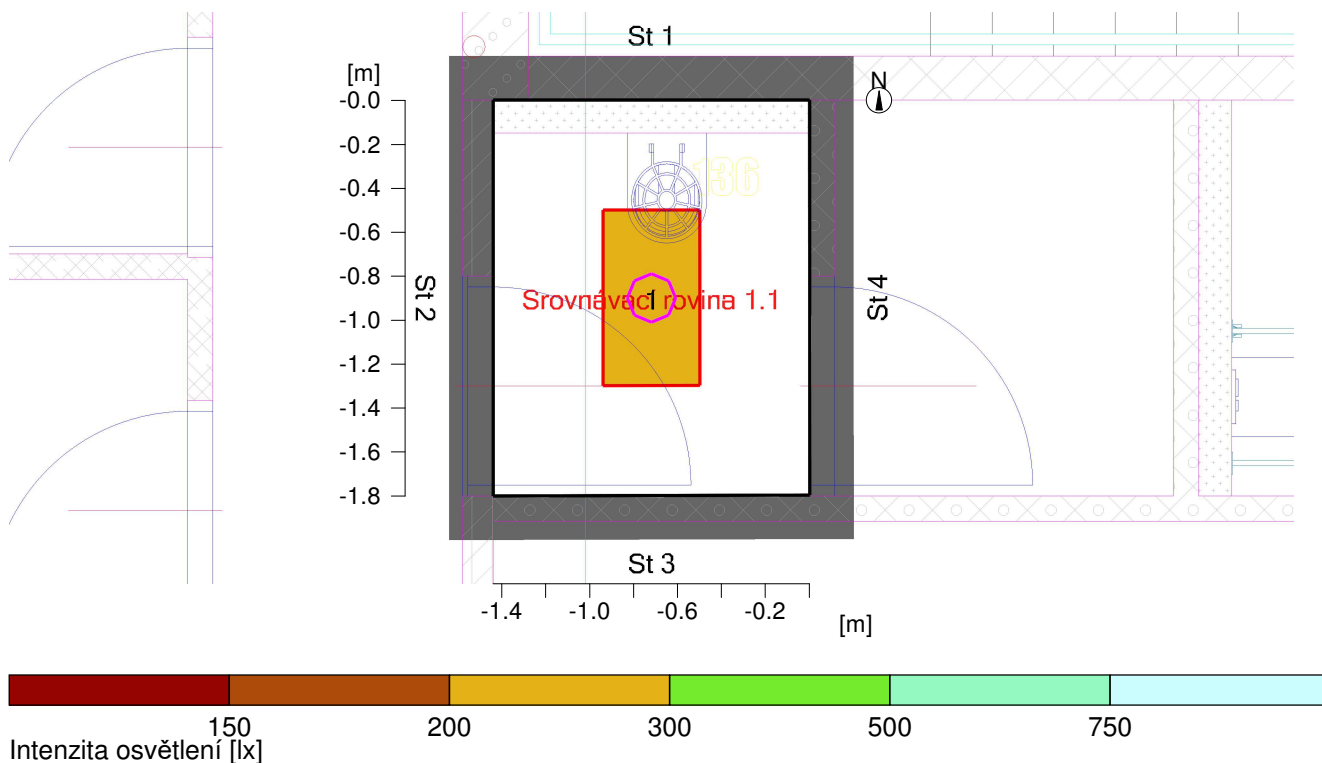 St 1
[m]
N
-0.0
-0.2
136
-0.4
-0.6
-0.8
St 2
Srovnávací rovina 1.1
1
St 4
-1.0
-1.2
-1.4
-1.6
-1.8
St 3
-1.4 -1.0 -0.6 -0.2
[m]
150 200 300 500 750
Intenzita osvětlení [lx]